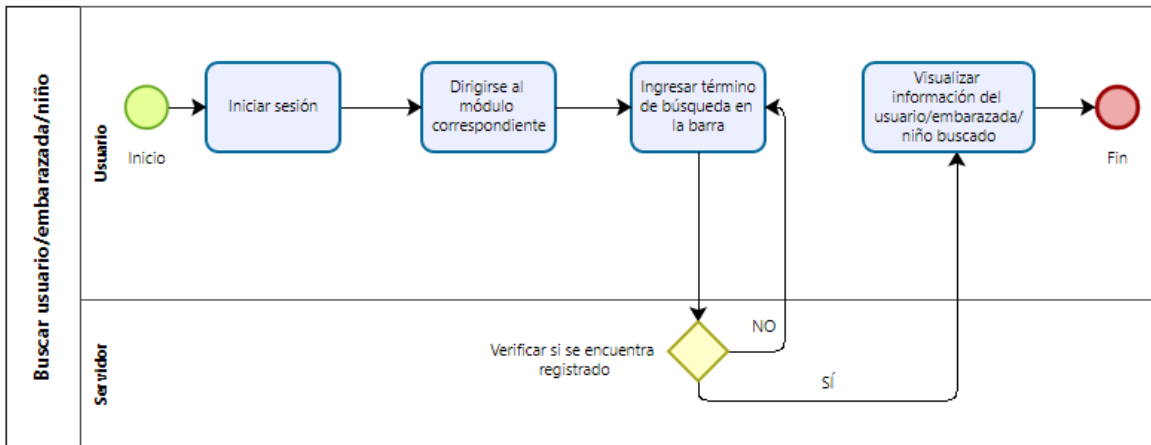 Buscar usuario/embarazada/niño
Usuario
Inicio
Iniciar sesión
Dirigirse al
módulo
correspondiente
Ingresar término
de búsqueda en
la barra
Visualizar
información del
usuario/embarazada/
niño buscado
Fin
Servidor
Verificar si se encuentra
registrado
NO
SÍ